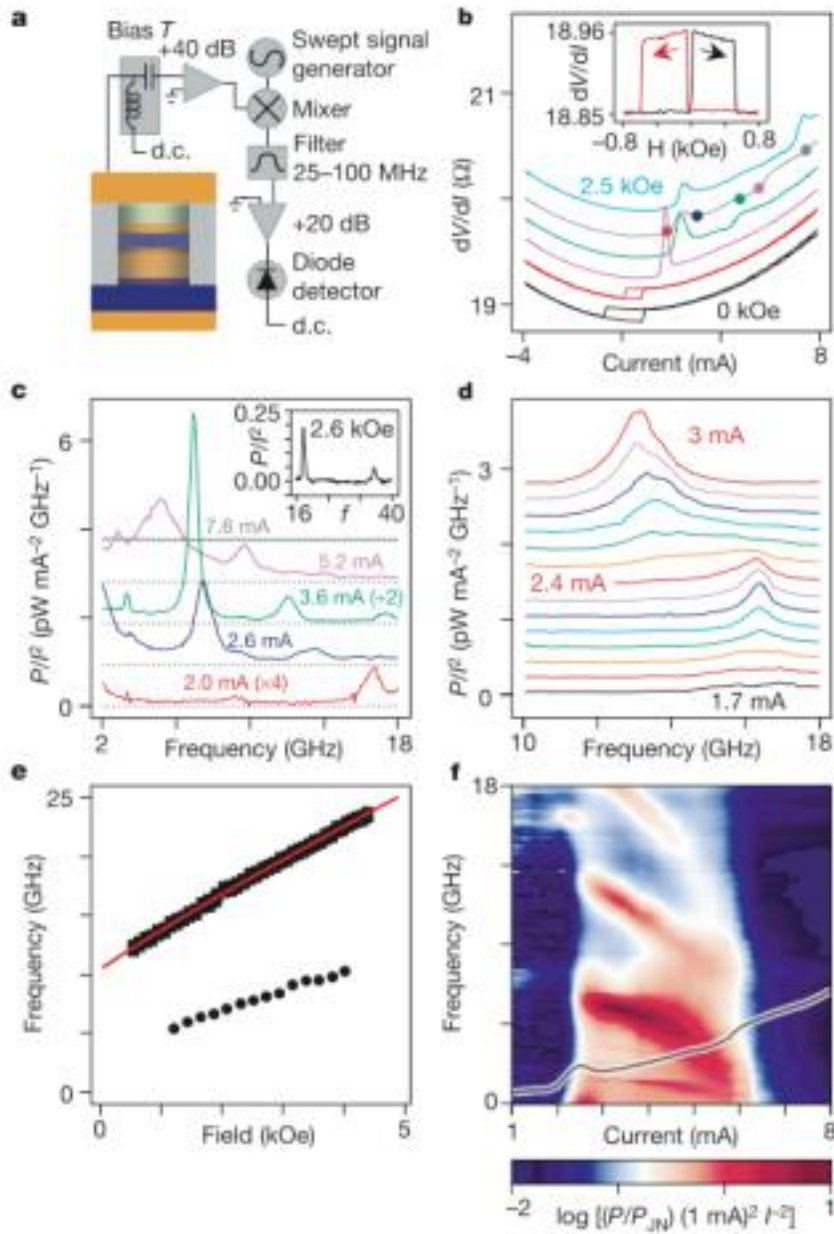 a
Bias T
+40 dB
Swept signal
generator
Mixer
Filter
25–100 MHz
d.c.
+20 dB
Diode
detector
d.c.
b
21
19
dV/dI (Ω)
18.96
18.85
dV/dI
–0.8
H (kOe)
0.8
2.5 kOe
0 kOe
–4
Current (mA)
8
c
6
0
P/I² (pW mA⁻² GHz⁻¹)
0.25
0.00
P/I²
2.6 kOe
16
f
40
7.6 mA
5.2 mA
3.6 mA (÷2)
2.6 mA
2.0 mA (×4)
2
Frequency (GHz)
18
d
3
0
P/I² (pW mA⁻² GHz⁻¹)
3 mA
2.4 mA
1.7 mA
10
Frequency (GHz)
18
e
25
0
Frequency (GHz)
0
Field (kOe)
5
f
18
0
Frequency (GHz)
1
Current (mA)
8
–2
1
log [(P/P_JN) (1 mA)² I⁻²]